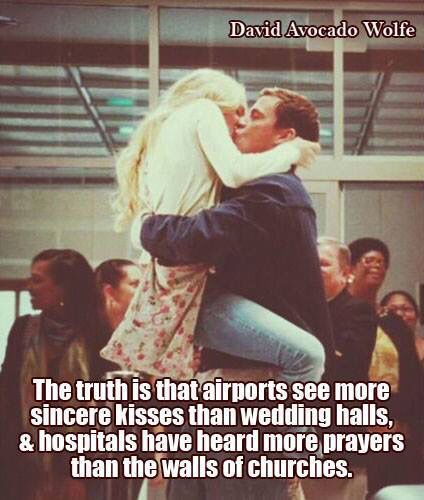 David Avocado Wolfe
The truth is that airports see more
sincere kisses than wedding halls,
& hospitals have heard more prayers
than the walls of churches.